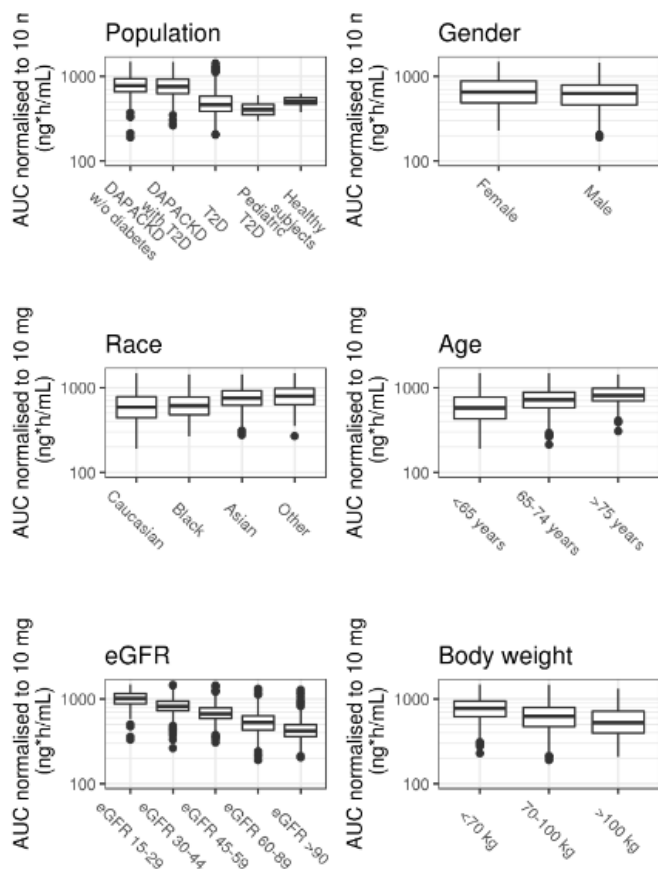 Population
AUC normalised to 10 n
(ng*h/mL)
1000
100
DAPACKD
w/o diabetes
DAPACKD
with T2D
T2D
Pediatric
T2D
Healthy
subjects
Gender
AUC normalised to 10 n
(ng*h/mL)
1000
100
Female
Male
Race
AUC normalised to 10 mg
(ng*h/mL)
1000
100
Caucasian
Black
Asian
Other
Age
AUC normalised to 10 mg
(ng*h/mL)
1000
100
<65 years
65-74 years
>75 years
eGFR
AUC normalised to 10 mg
(ng*h/mL)
1000
100
eGFR 15-29
eGFR 30-44
eGFR 45-59
eGFR 60-89
eGFR >90
Body weight
AUC normalised to 10 mg
(ng*h/mL)
1000
100
<70 kg
70-100 kg
>100 kg